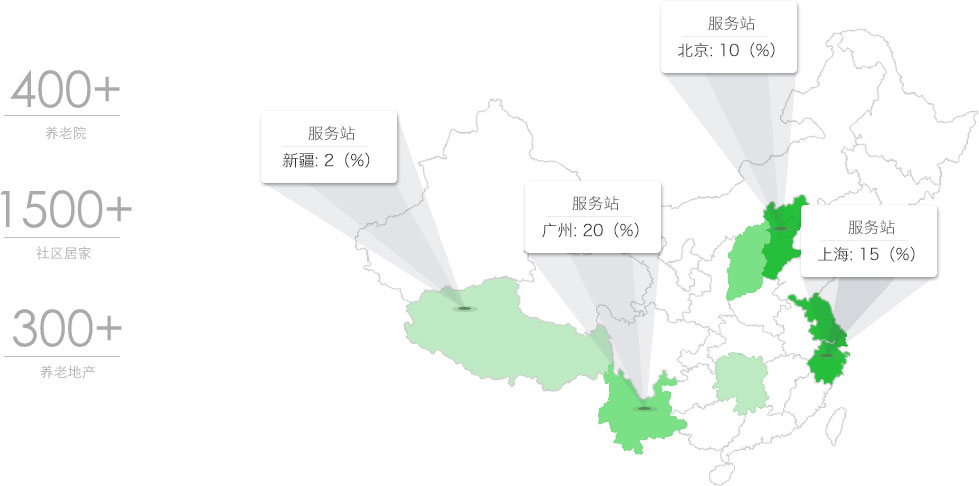 400+
养老院
1500+
社区居家
300+
养老地产
服务站
北京: 10（%）
服务站
新疆: 2（%）
服务站
广州: 20（%）
服务站
上海: 15（%）